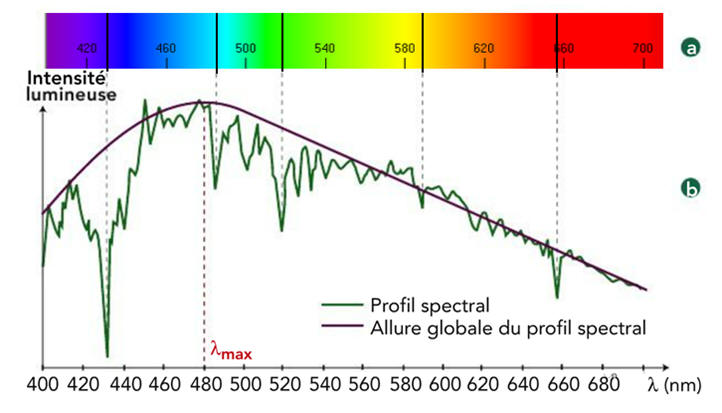 420 460 500 540 580 620 660 700
a
Intensité
lumineuse
b
Profil spectral
Allure globale du profil spectral
λmax
400 420 440 460 480 500 520 540 560 580 600 620 640 660 680 λ (nm)